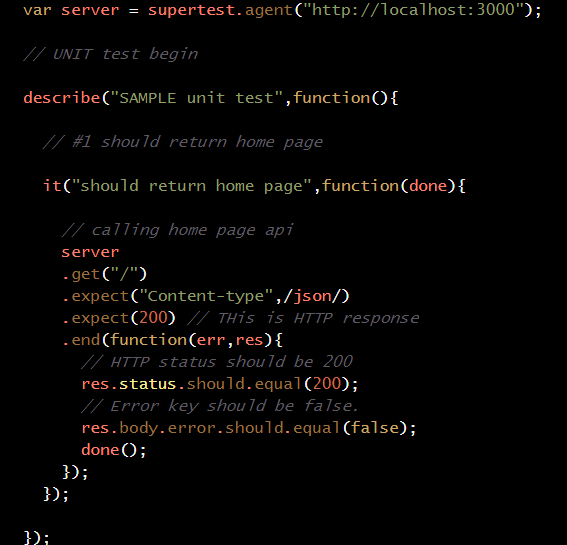 var server = supertest.agent("http://localhost:3000");
// UNIT test begin
describe("SAMPLE unit test",function(){
// #1 should return home page
it("should return home page",function(done){
// calling home page api
server
.get("/")
.expect("Content-type",/json/)
.expect(200) // THis is HTTP response
.end(function(err,res){
// HTTP status should be 200
res.status.should.equal(200);
// Error key should be false.
res.body.error.should.equal(false);
done();
});
});
});